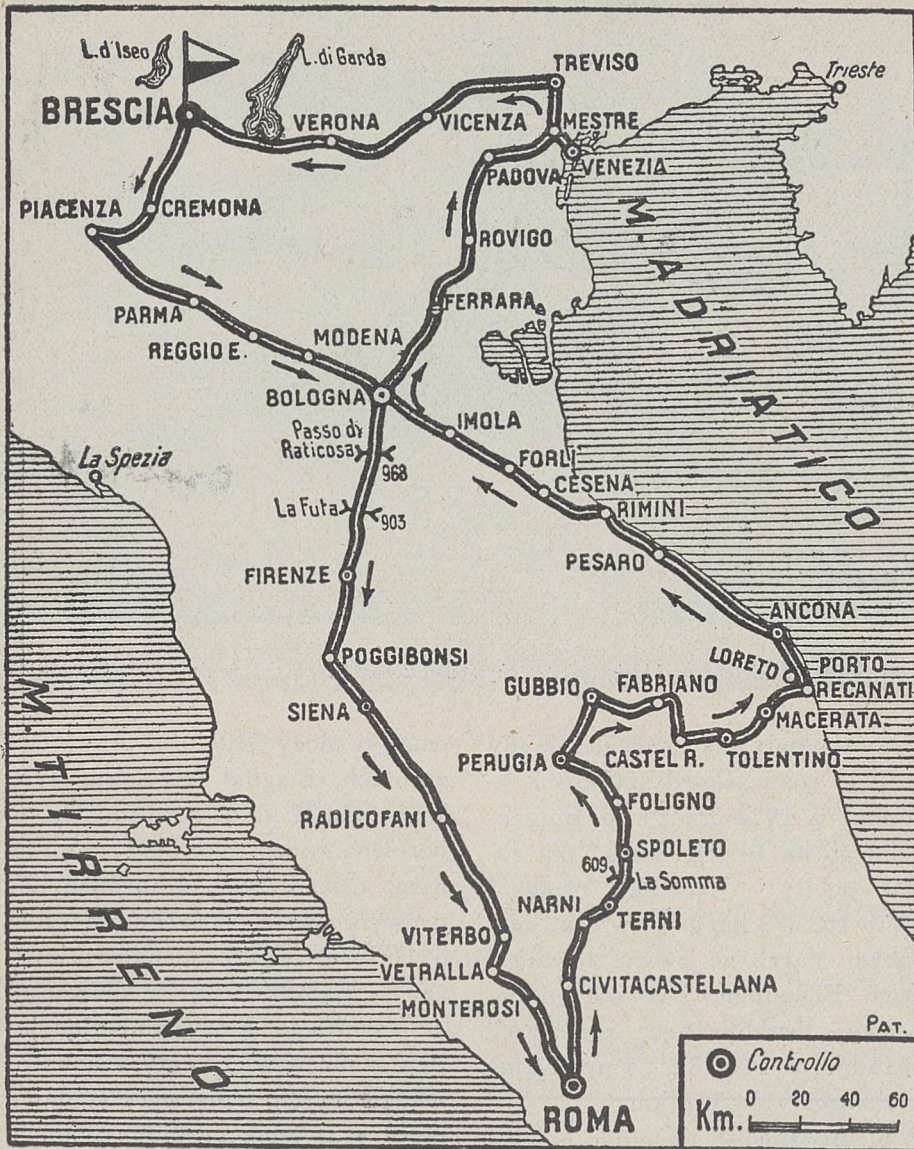 L. d'Iseo
L. di Garda
BRESCIA
VERONA
VICENZA
TREVISO
MESTRE
Trieste
PADOVA
VENEZIA
PIACENZA
CREMONA
ROVIGO
FERRARA
PARMA
REGGIO E.
MODENA
BOLOGNA
IMOLA
Passo di
Raticosa
968
La Spezia
FORLÌ
CESENA
La Futa
903
RIMINI
FIRENZE
PESARO
M. ADRIATICO
ANCONA
POGGIBONSI
LORETO
PORTO
RECANATI
GUBBIO
FABRIANO
SIENA
MACERATA
PERUGIA
CASTEL R.
TOLENTINO
FOLIGNO
RADICOFANI
SPOLETO
609
La Somma
NARNI
TERNI
VITERBO
VETRALLA
CIVITACASTELLANA
MONTEROSI
M. TIRRENO
ROMA
PAT.
Controllo
Km.
0 20 40 60